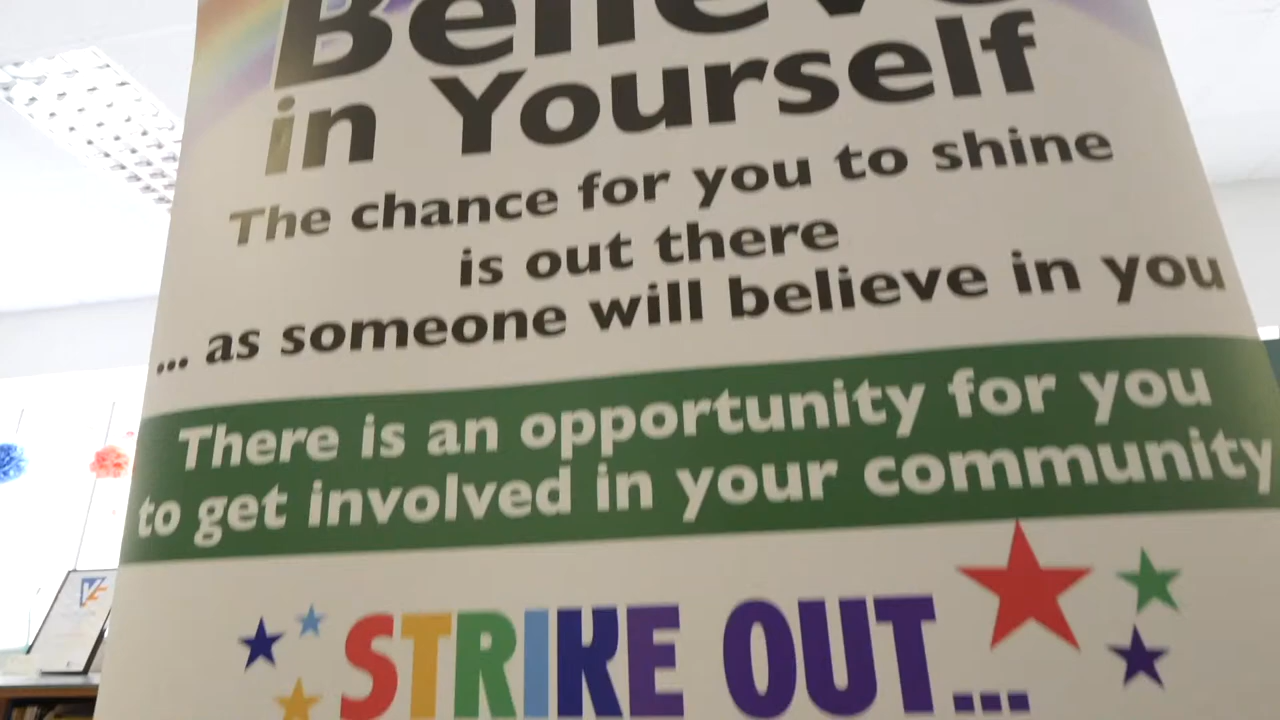 Believe
in Yourself
The chance for you to shine
is out there
... as someone will believe in you
There is an opportunity for you
to get involved in your community
STRIKE OUT...